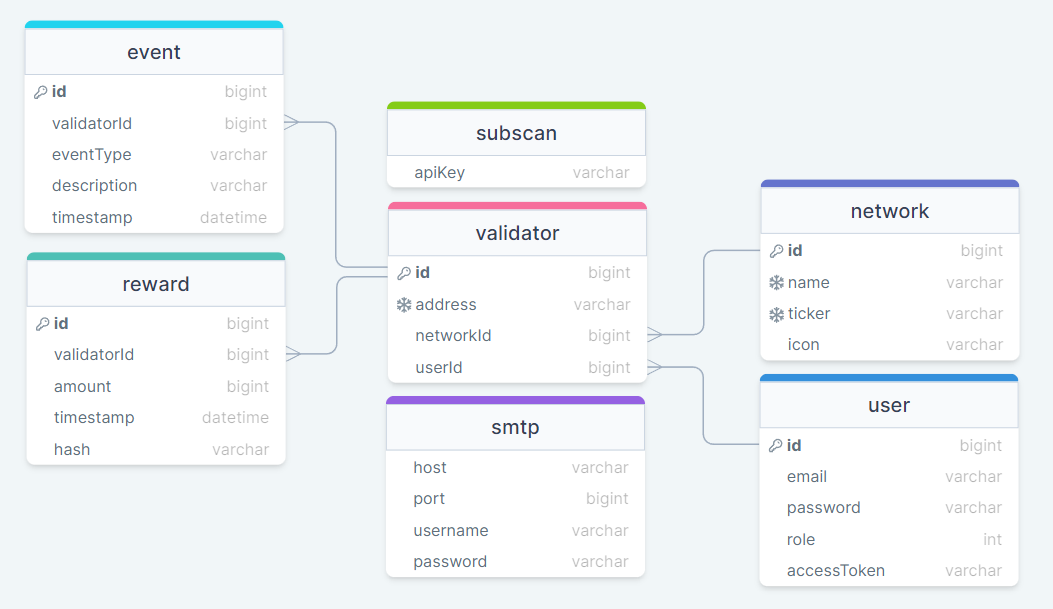 event
id bigint
validatorId bigint
eventType varchar
description varchar
timestamp datetime
reward
id bigint
validatorId bigint
amount bigint
timestamp datetime
hash varchar
subscan
apiKey varchar
validator
id bigint
address varchar
networkId bigint
userId bigint
smtp
host varchar
port bigint
username varchar
password varchar
network
id bigint
name varchar
ticker varchar
icon varchar
user
id bigint
email varchar
password varchar
role int
accessToken varchar